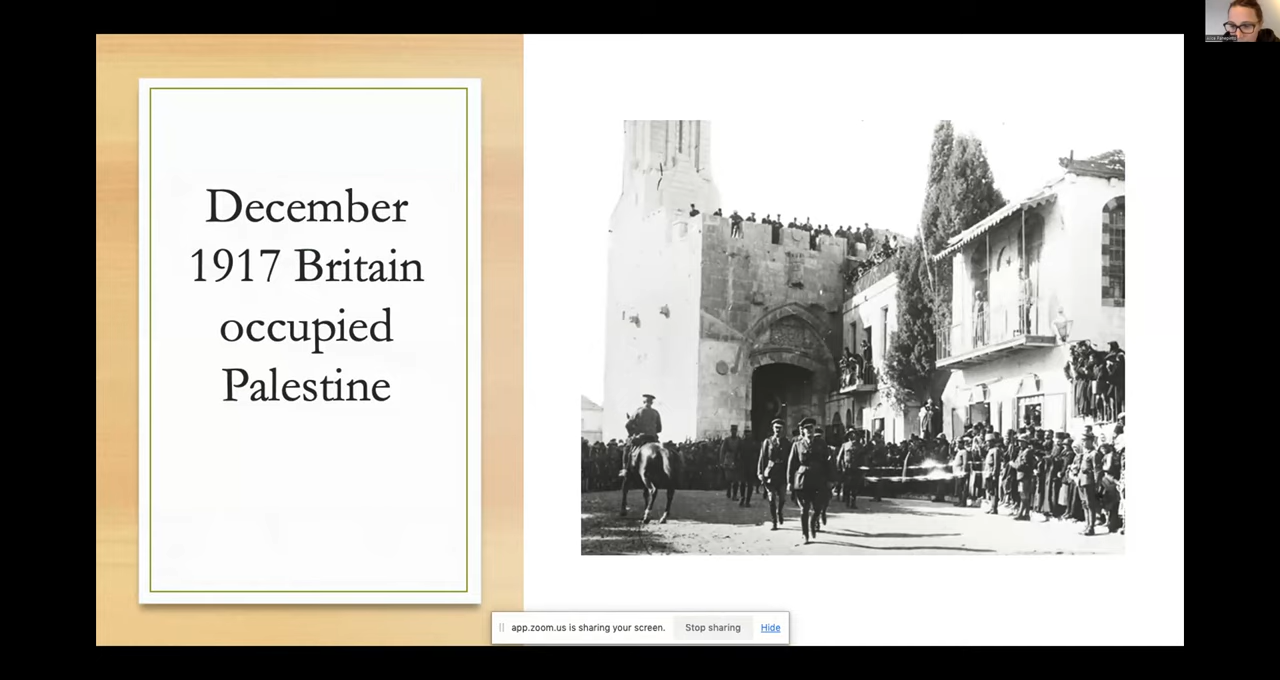 December
1917 Britain
occupied
Palestine
app.zoom.us is sharing your screen.
Stop sharing
Hide